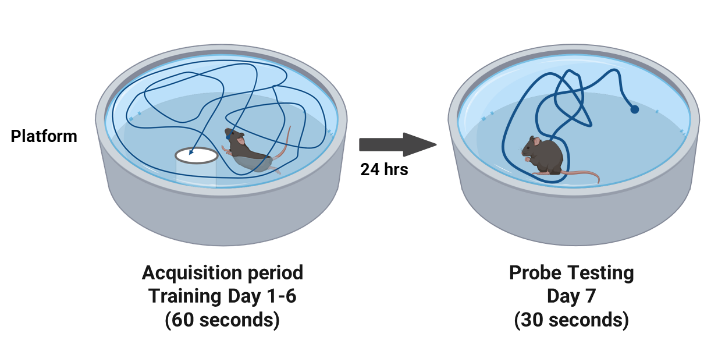 Platform
24 hrs
Acquisition period
Training Day 1-6
(60 seconds)
Probe Testing
Day 7
(30 seconds)